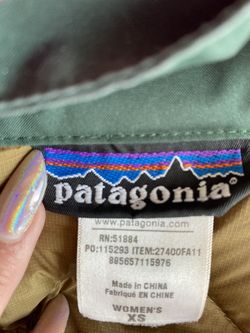 patagonia®
www.patagonia.com
RN:51884
PO:115293 ITEM:27400FA11
885657115976
MADE IN CHINA
FABRIQUÉ EN CHINE
WOMEN'S
XS